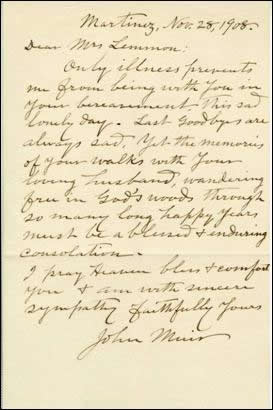 Martinez, Nov. 28, 1908.
Dear Mrs Lemmon:
Only illness prevents
me from being with you in
your bereavement this sad
lonely day. Last Goodbys are
always sad, Yet the memories
of your walks with Your
loving husband, wandering
free in God's woods through
so many long happy Years
must be a blessed & enduring
consolation.
I pray Heaven bless & comfort
You & am with sincere
sympathy faithfully Yours
John Muir